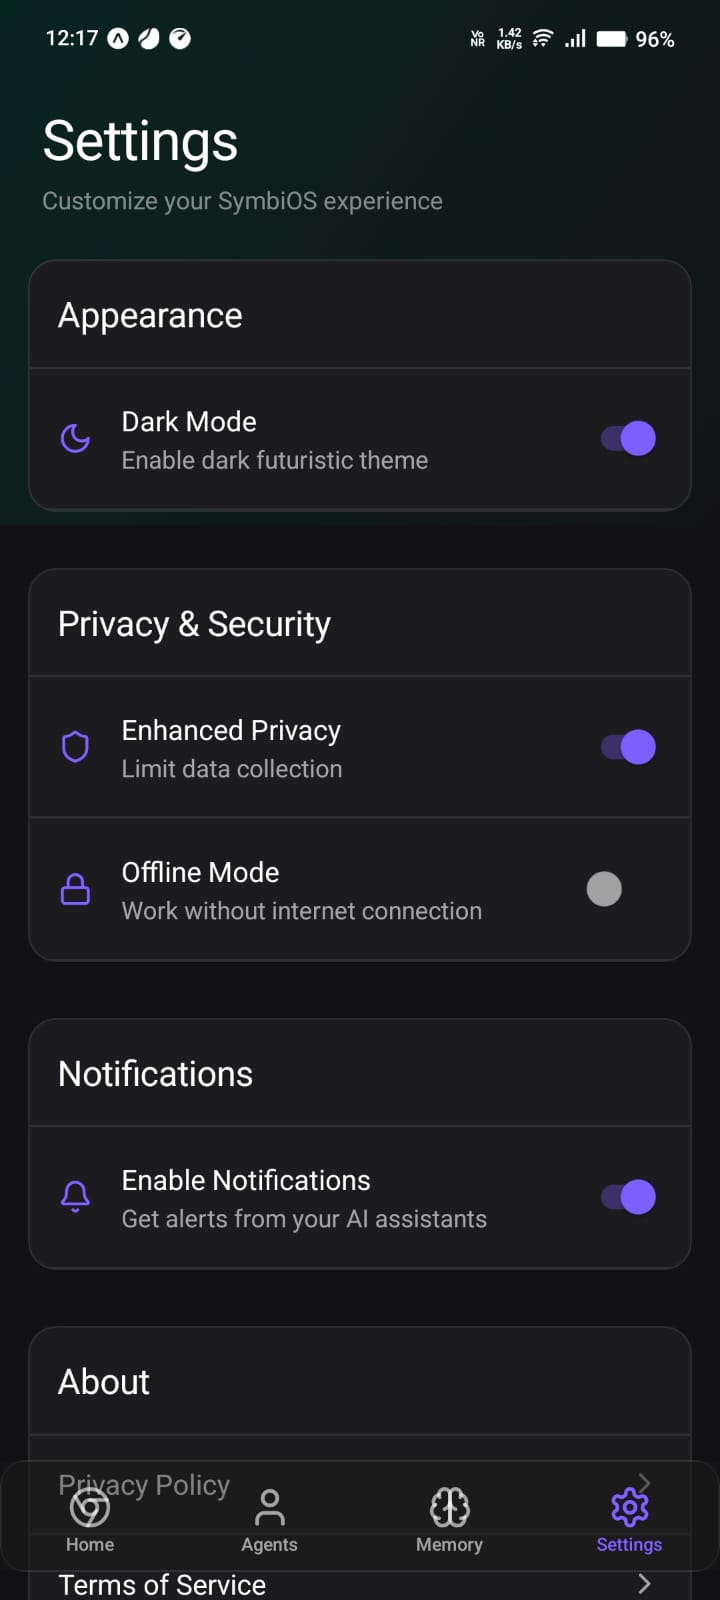 12:17 Vo NR 1.42 KB/s 96%
Settings
Customize your SymbiOS experience
Appearance
Dark Mode
Enable dark futuristic theme
Privacy & Security
Enhanced Privacy
Limit data collection
Offline Mode
Work without internet connection
Notifications
Enable Notifications
Get alerts from your AI assistants
About
Privacy Policy
Home Agents Memory Settings
Terms of Service